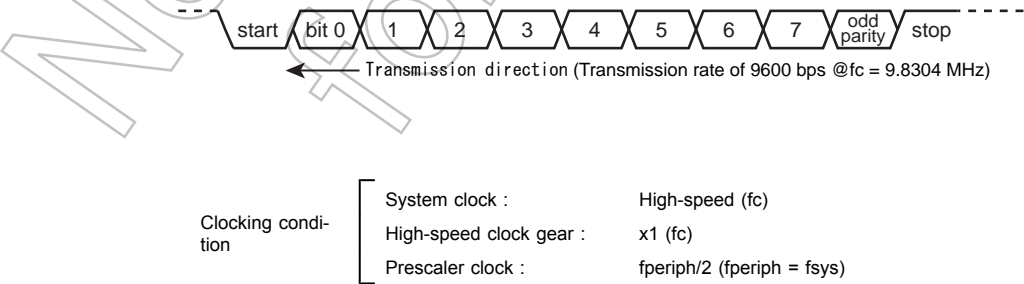 start bit 0 1 2 3 4 5 6 7 odd parity stop
Transmission direction (Transmission rate of 9600 bps @fc = 9.8304 MHz)
Clocking condi-
tion
System clock : High-speed (fc)
High-speed clock gear : x1 (fc)
Prescaler clock : fperiph/2 (fperiph = fsys)